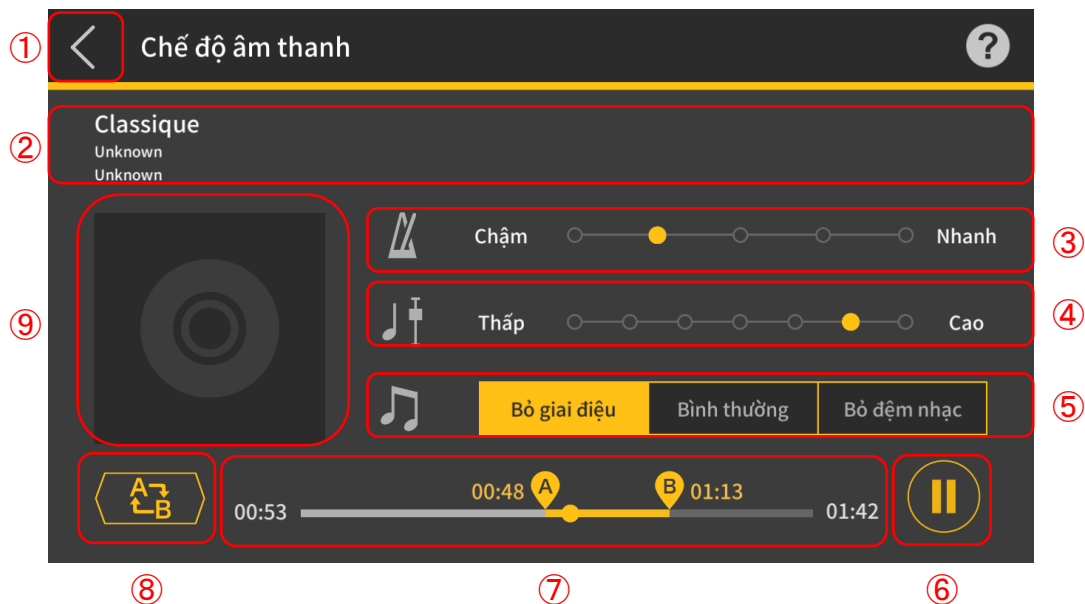 ① Chế độ âm thanh ?
② Classique
Unknown
Unknown
Chậm Nhanh ③
⑨ Thấp Cao ④
Bỏ giai điệu Bình thường Bỏ đệm nhạc ⑤
A B 00:53 00:48 A B 01:13 01:42
⑧ ⑦ ⑥